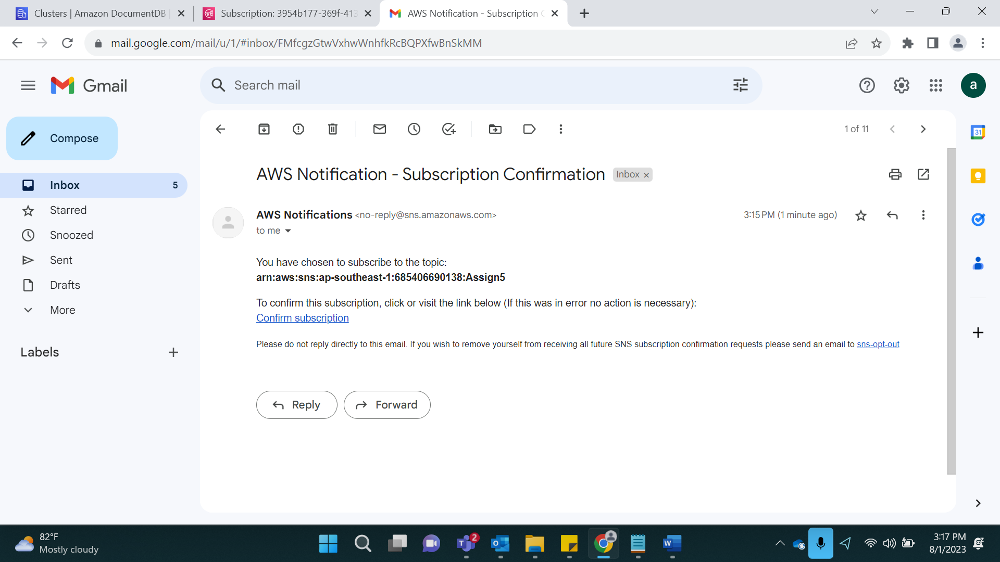 Clusters | Amazon DocumentDB
Subscription: 3954b177-369f-413
AWS Notification - Subscription
mail.google.com/mail/u/1/#inbox/FMfcgzGtwVxhwWnhfkRcBQPXfwBnSkMM
Gmail
Search mail
a
Compose
1 of 11
31
AWS Notification - Subscription Confirmation
Inbox ×
Inbox 5
Starred
Snoozed
Sent
Drafts
More
Labels
AWS Notifications <no-reply@sns.amazonaws.com>
3:15 PM (1 minute ago)
to me
You have chosen to subscribe to the topic:
arn:aws:sns:ap-southeast-1:685406690138:Assign5
To confirm this subscription, click or visit the link below (If this was in error no action is necessary):
Confirm subscription
Please do not reply directly to this email. If you wish to remove yourself from receiving all future SNS subscription confirmation requests please send an email to sns-opt-out
Reply
Forward
82°F
Mostly cloudy
T
2
O
W
3:17 PM
8/1/2023